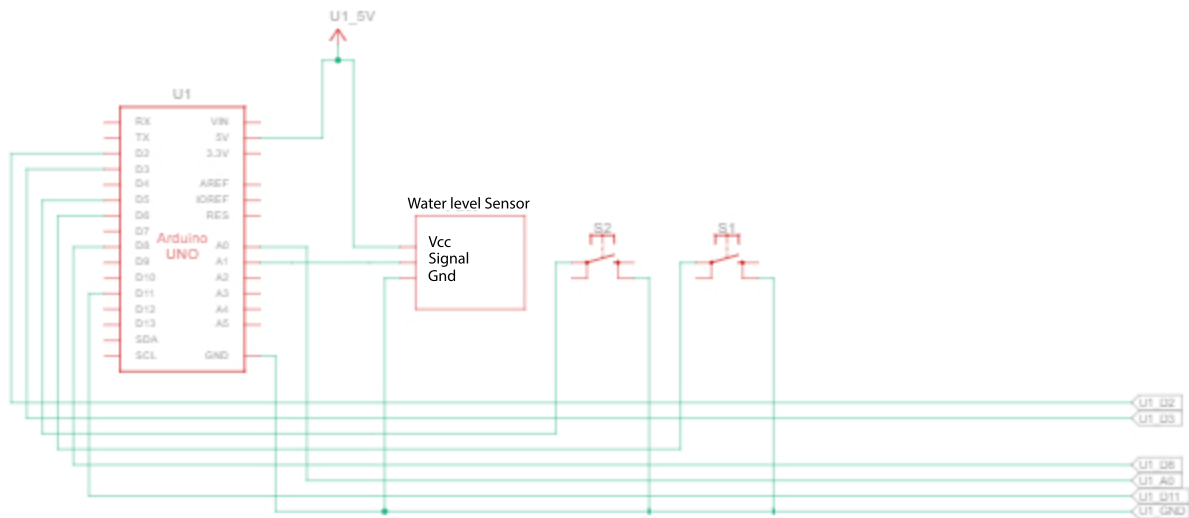 U1_5V
U1
RX
VIN
TX
5V
D2
3.3V
D3
D4
AREF
D5
IOREF
D6
RES
D7
Arduino
UNO
D8
A0
D9
A1
D10
A2
D11
A3
D12
A4
D13
A5
SDA
SCL
GND
Water level Sensor
Vcc
Signal
Gnd
S2
S1
U1_D2
U1_D3
U1_D8
U1_A0
U1_D11
U1_GND